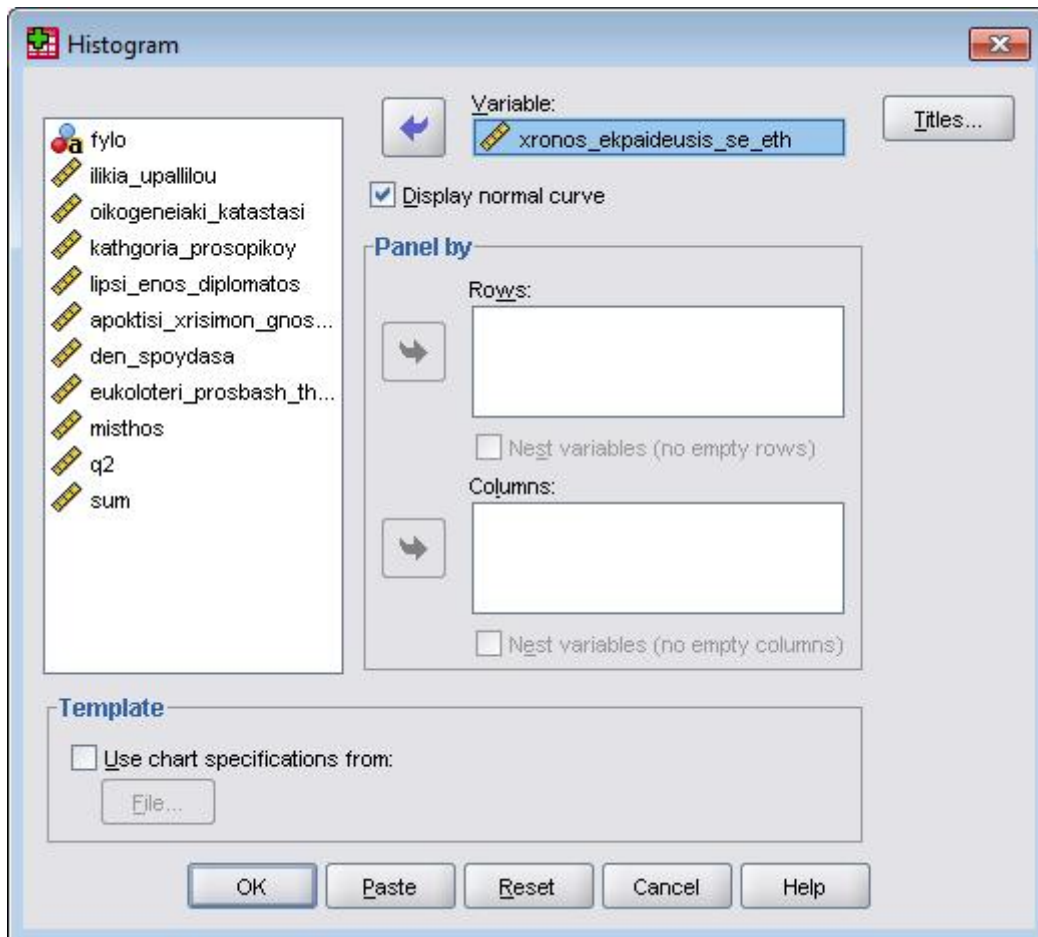 Histogram
Variable:
xronos_ekpaideusis_se_eth
Titles...
Display normal curve
fylo
ilikia_upallilou
oikogeneiaki_katastasi
kathgoria_prosopikoy
lipsi_enos_diplomatos
apoktisi_xrisimon_gnos...
den_spoydasa
eukoloteri_prosbash_th...
misthos
q2
sum
Panel by
Rows:
Nest variables (no empty rows)
Columns:
Nest variables (no empty columns)
Template
Use chart specifications from:
File...
OK Paste Reset Cancel Help